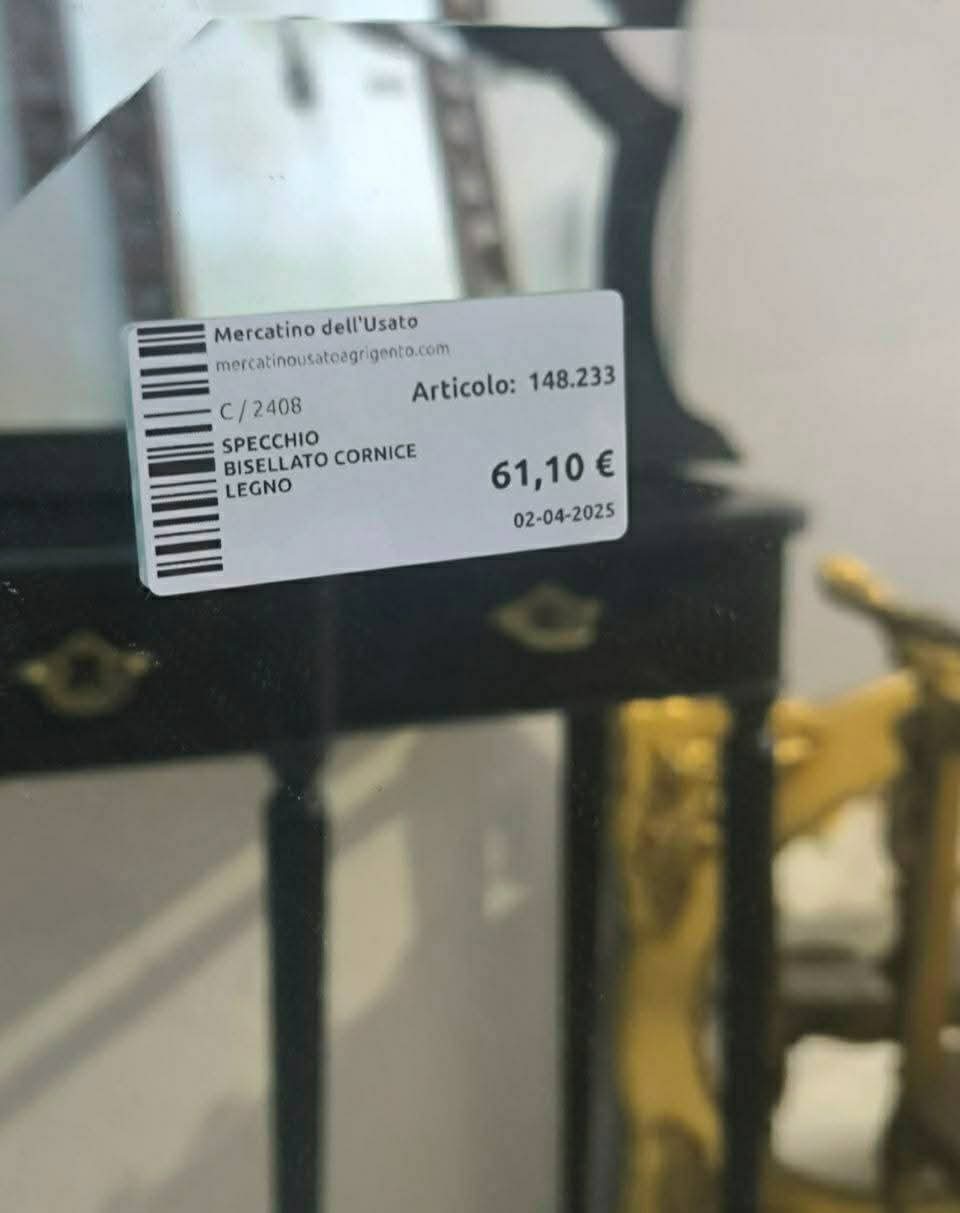 Mercatino dell'Usato
mercatinousatoagrigento.com
Articolo: 148.233
C / 2408
SPECCHIO
BISELLATO CORNICE
LEGNO
61,10 €
02-04-2025